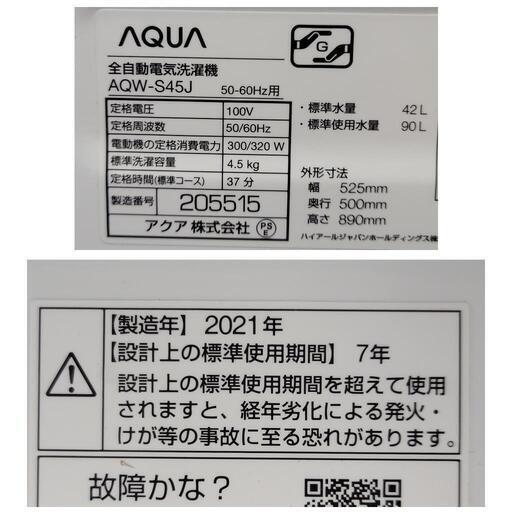 AQUA
G
全自動電気洗濯機
AQW-S45J 50-60Hz用
定格電圧 100V
定格周波数 50/60Hz
電動機の定格消費電力 300/320 W
標準洗濯容量 4.5 kg
定格時間(標準コース) 37 分
製造番号 205515
アクア 株式会社 PSE
・標準水量 42 L
・標準使用水量 90 L
外形寸法
幅 525mm
奥行 500mm
高さ 890mm
ハイアールジャパンホールディングス株
【製造年】2021年
【設計上の標準使用期間】7年
設計上の標準使用期間を超えて使用
されますと、経年劣化による発火・
けが等の事故に至る恐れがあります。
故障かな?